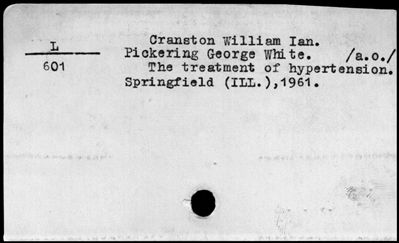 Cranston William Ian.
L Pickering George White. /a.o./
601 The treatment of hypertension.
Springfield (ILL.),1961.